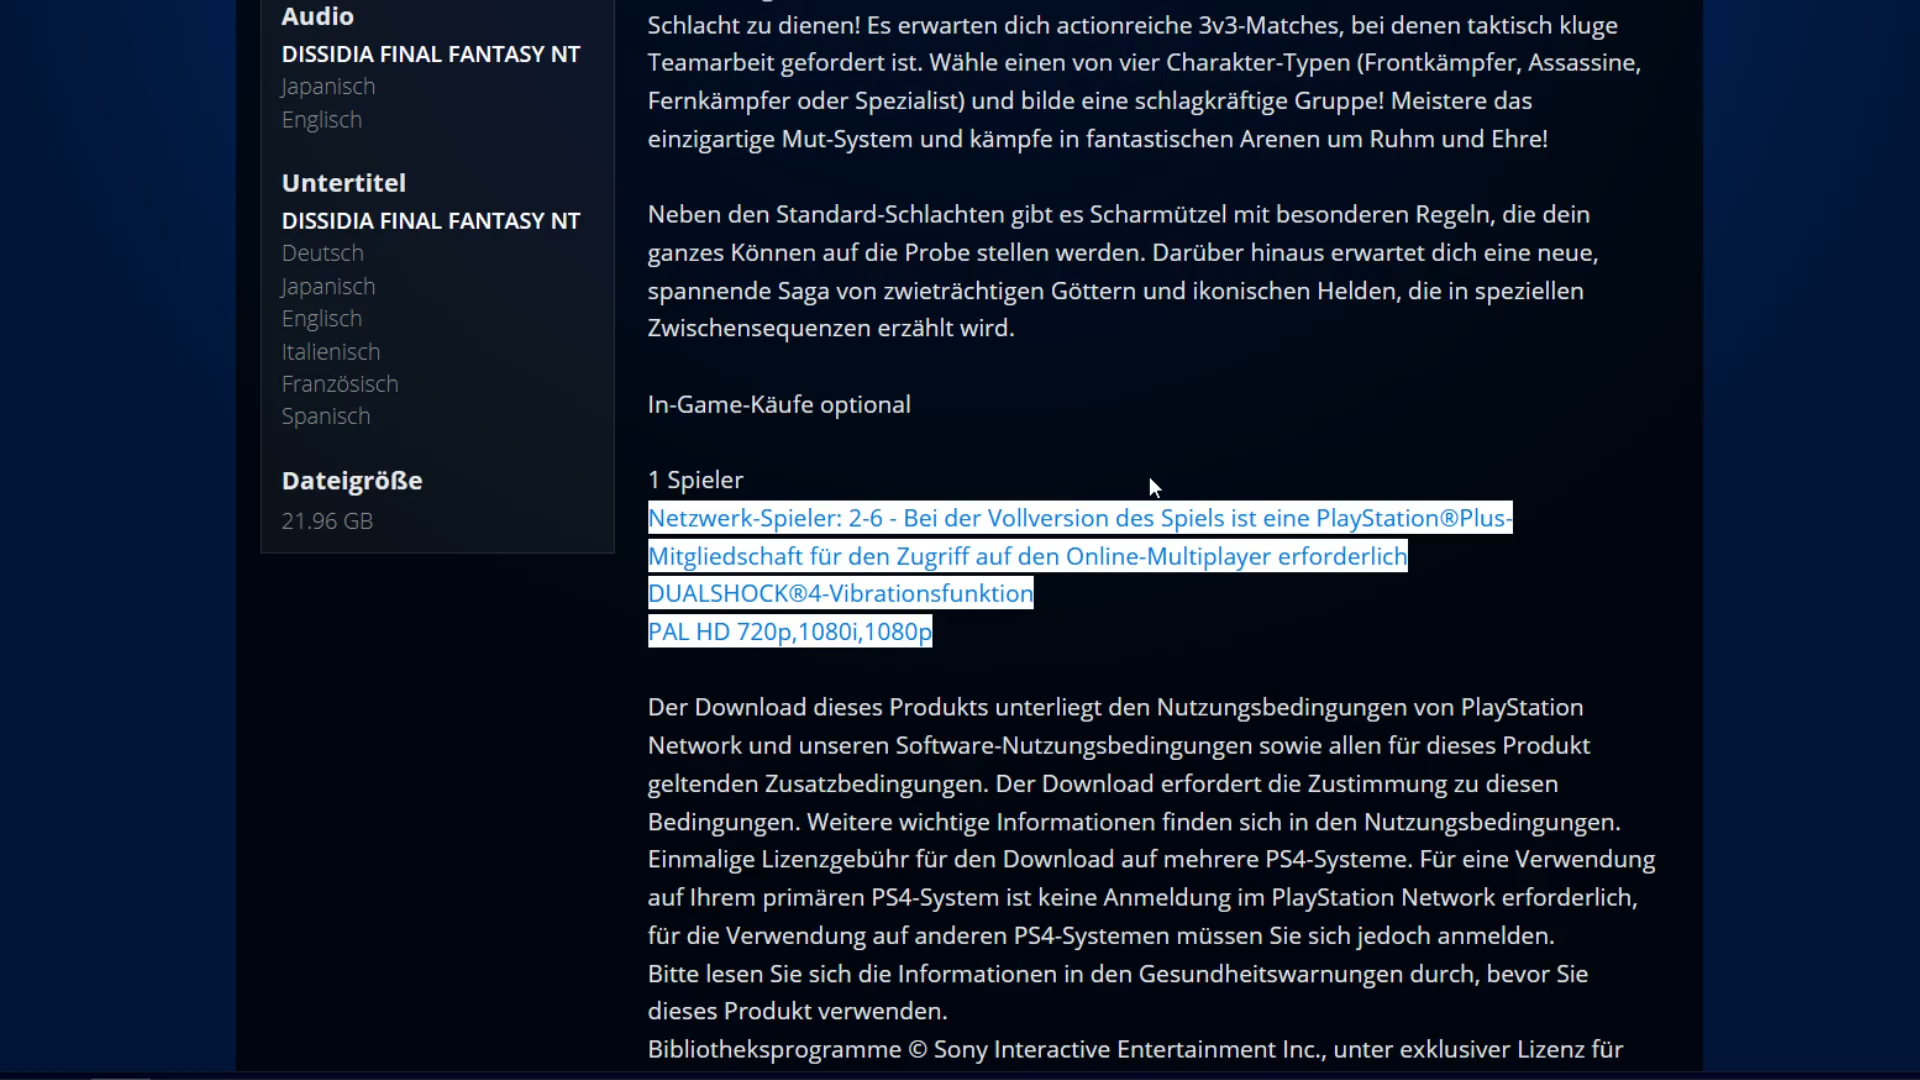 Audio
DISSIDIA FINAL FANTASY NT
Japanisch
Englisch
Untertitel
DISSIDIA FINAL FANTASY NT
Deutsch
Japanisch
Englisch
Italienisch
Französisch
Spanisch
Dateigröße
21.96 GB
Schlacht zu dienen! Es erwarten dich actionreiche 3v3-Matches, bei denen taktisch kluge
Teamarbeit gefordert ist. Wähle einen von vier Charakter-Typen (Frontkämpfer, Assassine,
Fernkämpfer oder Spezialist) und bilde eine schlagkräftige Gruppe! Meistere das
einzigartige Mut-System und kämpfe in fantastischen Arenen um Ruhm und Ehre!
Neben den Standard-Schlachten gibt es Scharmützel mit besonderen Regeln, die dein
ganzes Können auf die Probe stellen werden. Darüber hinaus erwartet dich eine neue,
spannende Saga von zwieträchtigen Göttern und ikonischen Helden, die in speziellen
Zwischensequenzen erzählt wird.
In-Game-Käufe optional
1 Spieler
Netzwerk-Spieler: 2-6 - Bei der Vollversion des Spiels ist eine PlayStation®Plus-
Mitgliedschaft für den Zugriff auf den Online-Multiplayer erforderlich
DUALSHOCK®4-Vibrationsfunktion
PAL HD 720p,1080i,1080p
Der Download dieses Produkts unterliegt den Nutzungsbedingungen von PlayStation
Network und unseren Software-Nutzungsbedingungen sowie allen für dieses Produkt
geltenden Zusatzbedingungen. Der Download erfordert die Zustimmung zu diesen
Bedingungen. Weitere wichtige Informationen finden sich in den Nutzungsbedingungen.
Einmalige Lizenzgebühr für den Download auf mehrere PS4-Systeme. Für eine Verwendung
auf Ihrem primären PS4-System ist keine Anmeldung im PlayStation Network erforderlich,
für die Verwendung auf anderen PS4-Systemen müssen Sie sich jedoch anmelden.
Bitte lesen Sie sich die Informationen in den Gesundheitswarnungen durch, bevor Sie
dieses Produkt verwenden.
Bibliotheksprogramme © Sony Interactive Entertainment Inc., unter exklusiver Lizenz für